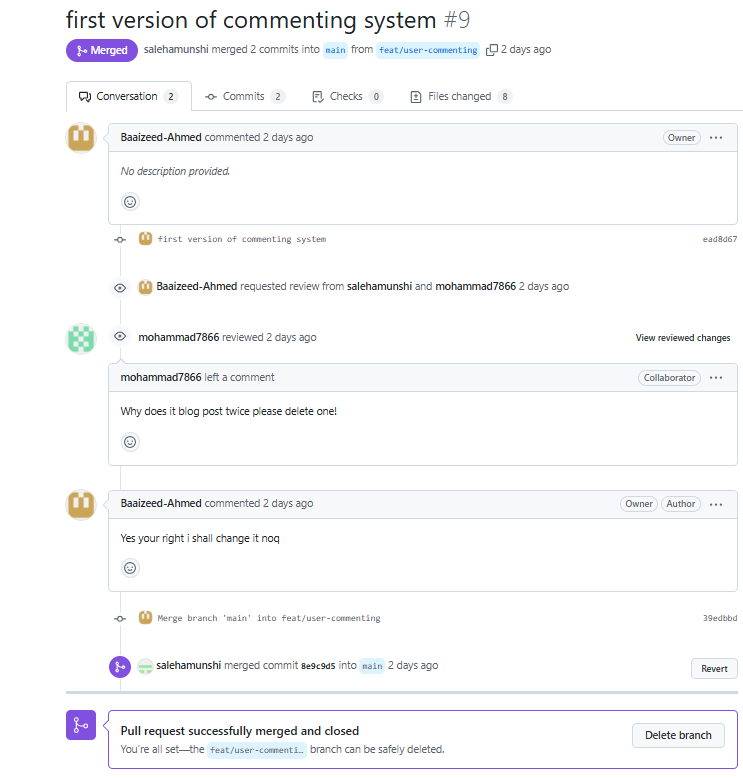 first version of commenting system #9
Merged salehamunshi merged 2 commits into main from feat/user-commenting 2 days ago
Conversation 2 Commits 2 Checks 0 Files changed 8
Baaizeed-Ahmed commented 2 days ago Owner ...
No description provided.
first version of commenting system ead8d67
Baaizeed-Ahmed requested review from salehamunshi and mohammad7866 2 days ago
mohammad7866 reviewed 2 days ago View reviewed changes
mohammad7866 left a comment Collaborator ...
Why does it blog post twice please delete one!
Baaizeed-Ahmed commented 2 days ago Owner Author ...
Yes your right i shall change it noq
Merge branch 'main' into feat/user-commenting 39edbbd
salehamunshi merged commit 8e9c9d5 into main 2 days ago Revert
Pull request successfully merged and closed
You're all set—the feat/user-commenti… branch can be safely deleted. Delete branch